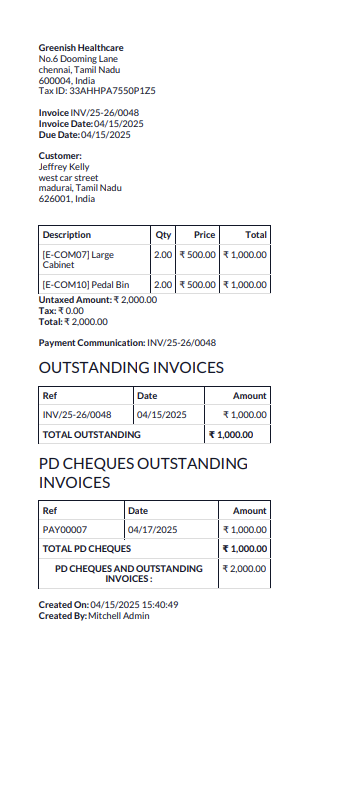 Greenish Healthcare
No.6 Dooming Lane
chennai, Tamil Nadu
600004, India
Tax ID: 33AHHPA7550P1Z5
Invoice INV/25-26/0048
Invoice Date: 04/15/2025
Due Date: 04/15/2025
Customer:
Jeffrey Kelly
west car street
madurai, Tamil Nadu
626001, India
Description Qty Price Total
[E-COM07] Large 2.00 ₹ 500.00 ₹ 1,000.00
Cabinet
[E-COM10] Pedal Bin 2.00 ₹ 500.00 ₹ 1,000.00
Untaxed Amount: ₹ 2,000.00
Tax: ₹ 0.00
Total: ₹ 2,000.00
Payment Communication: INV/25-26/0048
OUTSTANDING INVOICES
Ref Date Amount
INV/25-26/0048 04/15/2025 ₹ 1,000.00
TOTAL OUTSTANDING ₹ 1,000.00
PD CHEQUES OUTSTANDING
INVOICES
Ref Date Amount
PAY00007 04/17/2025 ₹ 1,000.00
TOTAL PD CHEQUES ₹ 1,000.00
PD CHEQUES AND OUTSTANDING ₹ 2,000.00
INVOICES :
Created On: 04/15/2025 15:40:49
Created By: Mitchell Admin